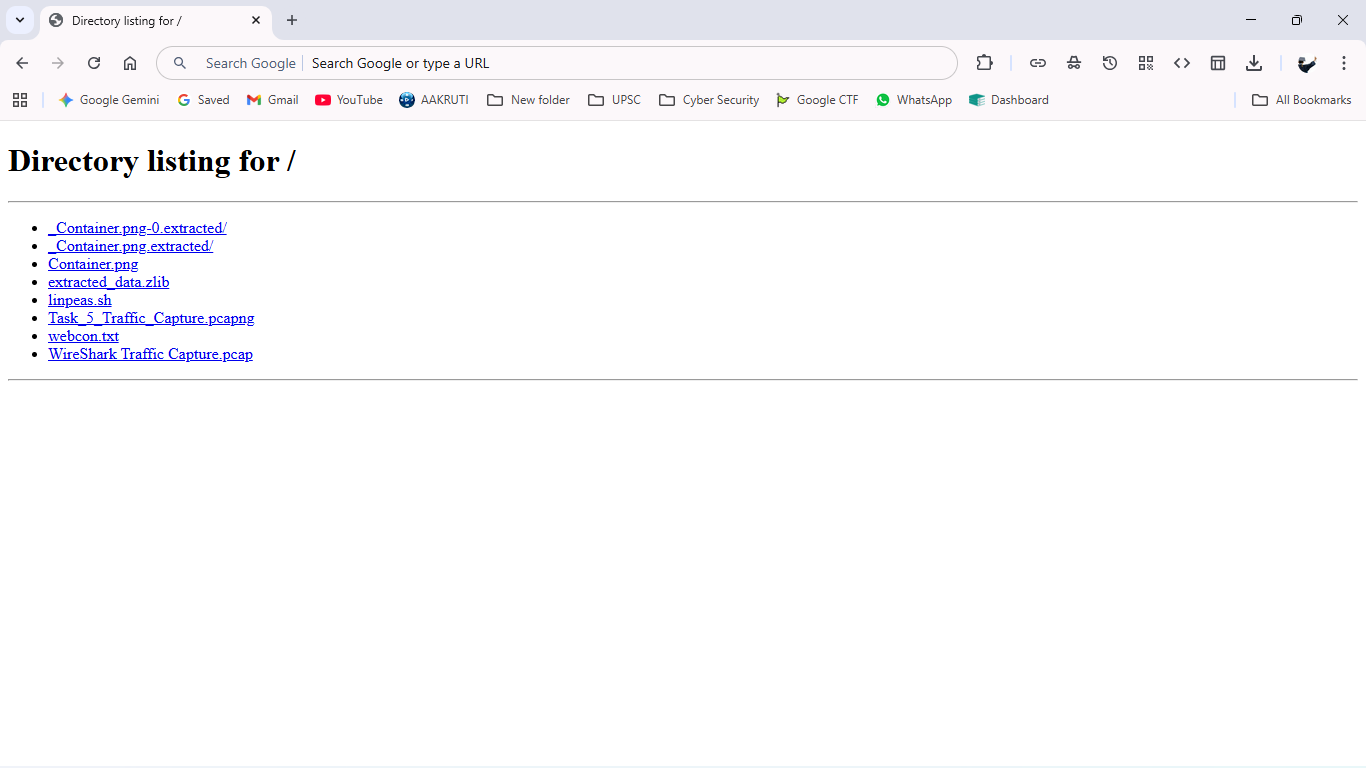 Directory listing for /
Search Google Search Google or type a URL
Google Gemini Saved Gmail YouTube AAKRUTI New folder UPSC Cyber Security Google CTF WhatsApp Dashboard All Bookmarks
Directory listing for /
_Container.png-0.extracted/
_Container.png.extracted/
Container.png
extracted_data.zlib
linpeas.sh
Task_5_Traffic_Capture.pcapng
webcon.txt
WireShark Traffic Capture.pcap